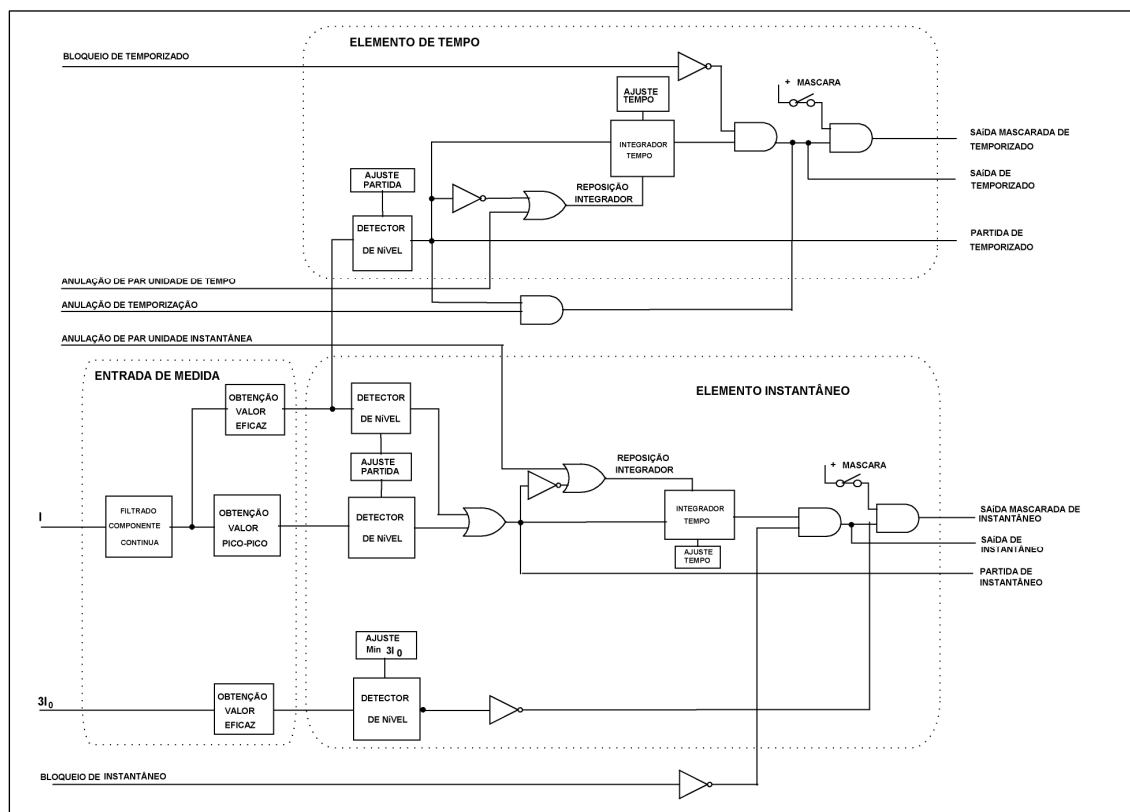 ELEMENTO DE TEMPO
BLOQUEIO DE TEMPORIZADO
+ MASCARA
AJUSTE
TEMPO
INTEGRADOR
TEMPO
SAíDA MASCARADA DE
TEMPORIZADO
SAíDA DE
TEMPORIZADO
AJUSTE
PARTIDA
REPOSIÇÃO
INTEGRADOR
DETECTOR
DE NíVEL
PARTIDA DE
TEMPORIZADO
ANULAÇÃO DE PAR UNIDADE DE TEMPO
ANULAÇÃO DE TEMPORIZAÇÃO
ANULAÇÃO DE PAR UNIDADE INSTANTÂNEA
ENTRADA DE MEDIDA
ELEMENTO INSTANTÂNEO
OBTENÇÃO
VALOR
EFICAZ
DETECTOR
DE NíVEL
AJUSTE
PARTIDA
REPOSIÇÃO
INTEGRADOR
+ MASCARA
I
FILTRADO
COMPONENTE
CONTINUA
OBTENÇÃO
VALOR
PICO-PICO
DETECTOR
DE NíVEL
INTEGRADOR
TEMPO
AJUSTE
TEMPO
SAíDA MASCARADA DE
INSTANTÂNEO
SAíDA DE
INSTANTÂNEO
PARTIDA DE
INSTANTÂNEO
AJUSTE
Min 3I0
3I0
OBTENÇÃO
VALOR
EFICAZ
DETECTOR
DE NíVEL
BLOQUEIO DE INSTANTÂNEO